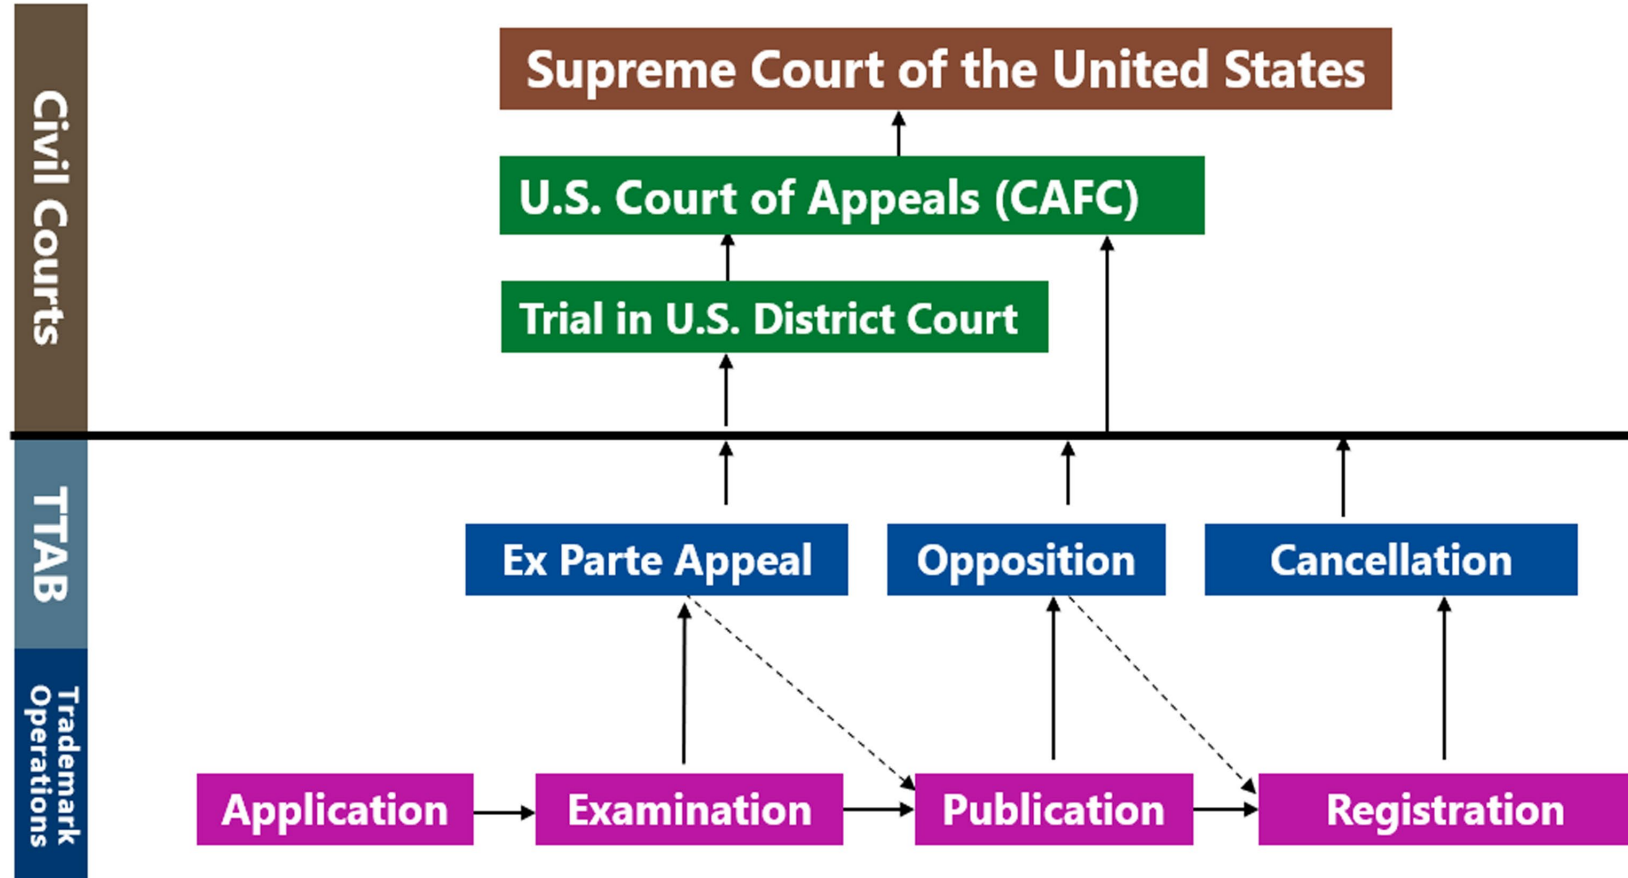 Civil Courts
Supreme Court of the United States
U.S. Court of Appeals (CAFC)
Trial in U.S. District Court
TTAB
Ex Parte Appeal
Opposition
Cancellation
Trademark
Operations
Application
Examination
Publication
Registration